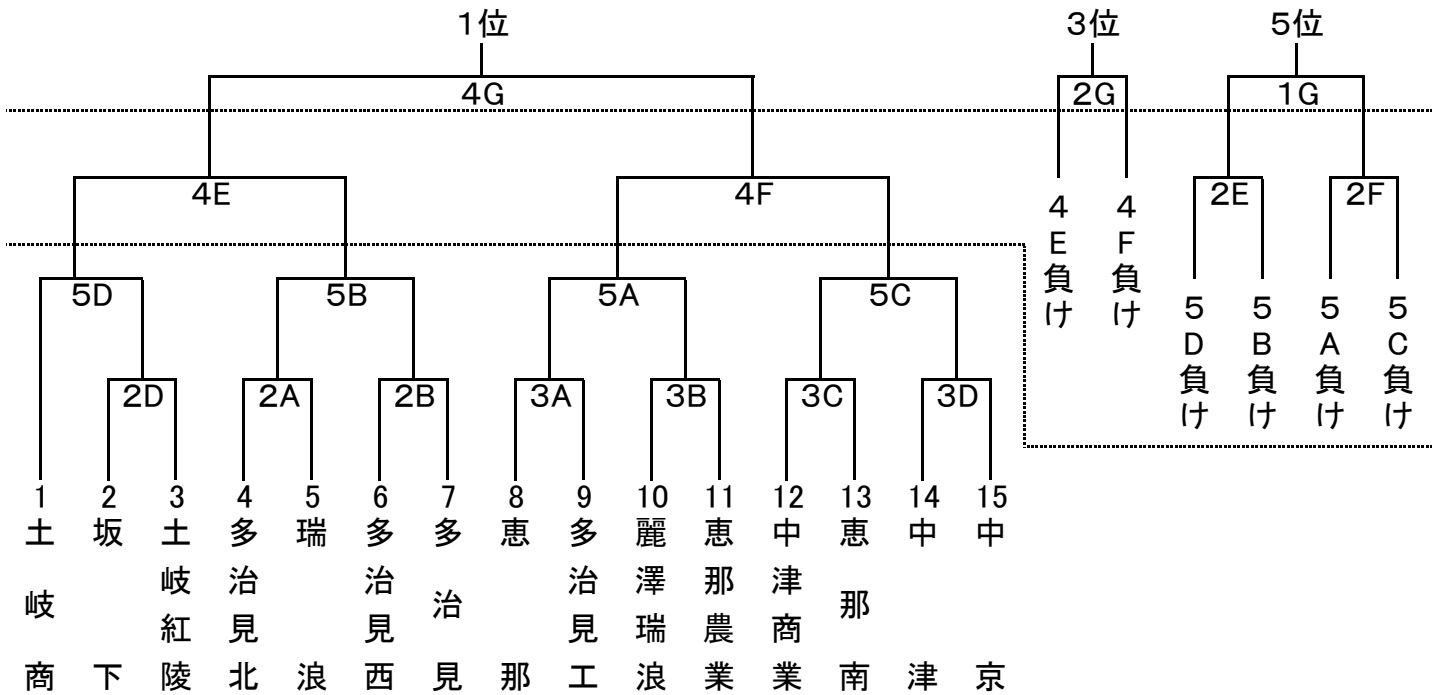 1位 3位 5位
4G 2G 1G
4E 4F 2E 2F
4E負け
4F負け
5D 5B 5A 5C
5D負け
5B負け
5A負け
5C負け
2D 2A 2B 3A 3B 3C 3D
1 土岐商
2 坂下
3 土岐紅陵
4 多治見北
5 瑞浪
6 多治見西
7 多治見
8 恵那
9 多治見工
10 麗澤瑞浪
11 恵那農業
12 中津商業
13 恵那南
14 中津
15 中京